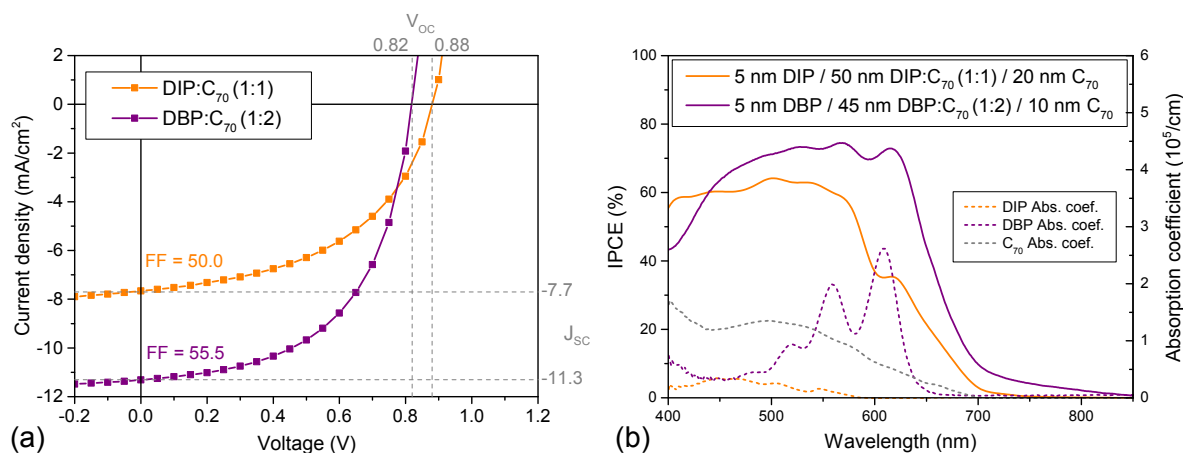 V_OC
0.82 0.88
2
0
-2
-4
-6
-8
-10
-12
Current density (mA/cm²)
DIP:C₇₀ (1:1)
DBP:C₇₀ (1:2)
FF = 50.0
FF = 55.5
-7.7
J_SC
-11.3
-0.2 0.0 0.2 0.4 0.6 0.8 1.0 1.2
Voltage (V)
(a)
100
80
60
40
20
0
IPCE (%)
5 nm DIP / 50 nm DIP:C₇₀ (1:1) / 20 nm C₇₀
5 nm DBP / 45 nm DBP:C₇₀ (1:2) / 10 nm C₇₀
DIP Abs. coef.
DBP Abs. coef.
C₇₀ Abs. coef.
6
5
4
3
2
1
0
Absorption coefficient (10⁵/cm)
400 500 600 700 800
Wavelength (nm)
(b)